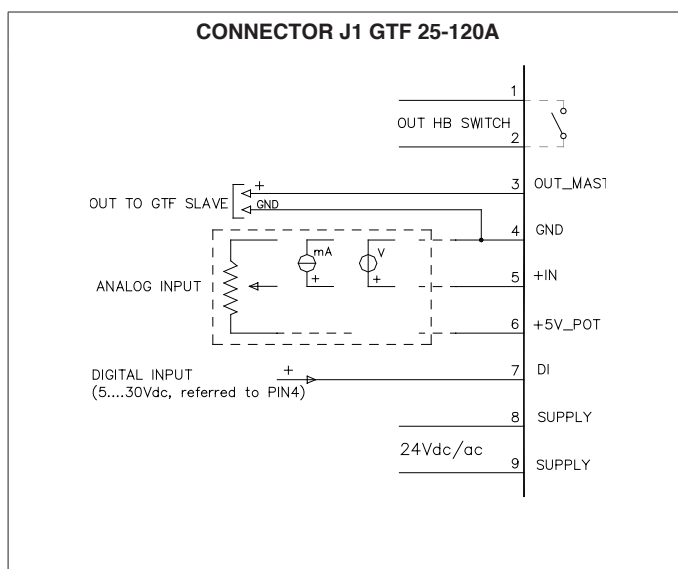 CONNECTOR J1 GTF 25-120A
1
OUT HB SWITCH
2
3 OUT_MAST
+
OUT TO GTF SLAVE
GND
4 GND
mA
V
ANALOG INPUT
+
+
5 +IN
6 +5V_POT
DIGITAL INPUT
+
7 DI
(5....30Vdc, referred to PIN4)
8 SUPPLY
24Vdc/ac
9 SUPPLY